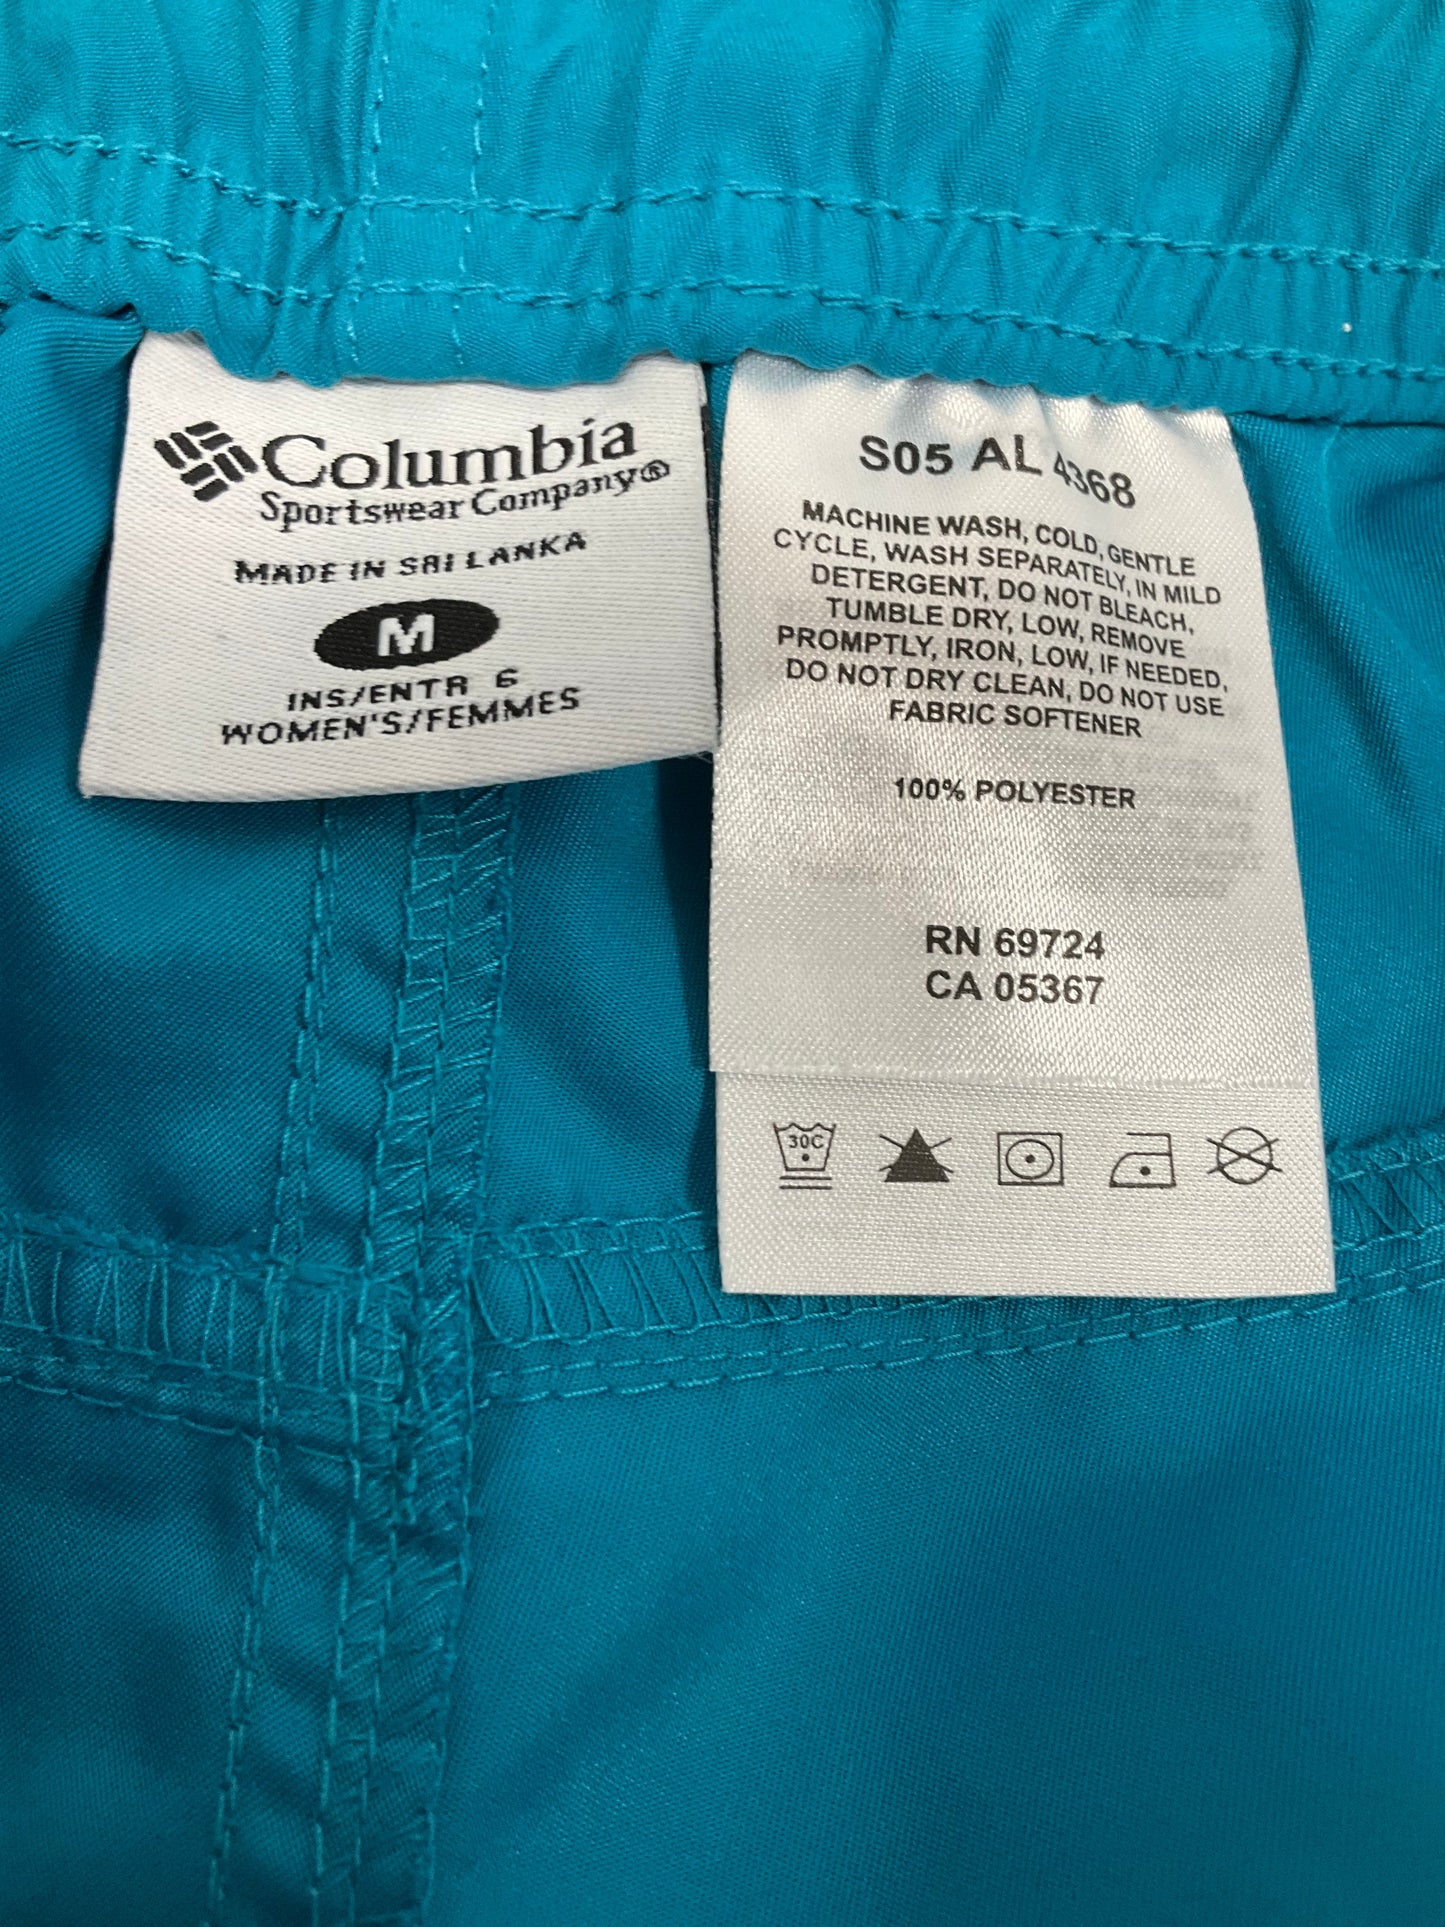 Columbia
Sportswear Company®
MADE IN SRI LANKA
M
INS/ENTR 6
WOMEN'S/FEMMES
S05 AL 4368
MACHINE WASH, COLD, GENTLE
CYCLE, WASH SEPARATELY, IN MILD
DETERGENT, DO NOT BLEACH,
TUMBLE DRY, LOW, REMOVE
PROMPTLY, IRON, LOW, IF NEEDED,
DO NOT DRY CLEAN, DO NOT USE
FABRIC SOFTENER
100% POLYESTER
RN 69724
CA 05367
30C